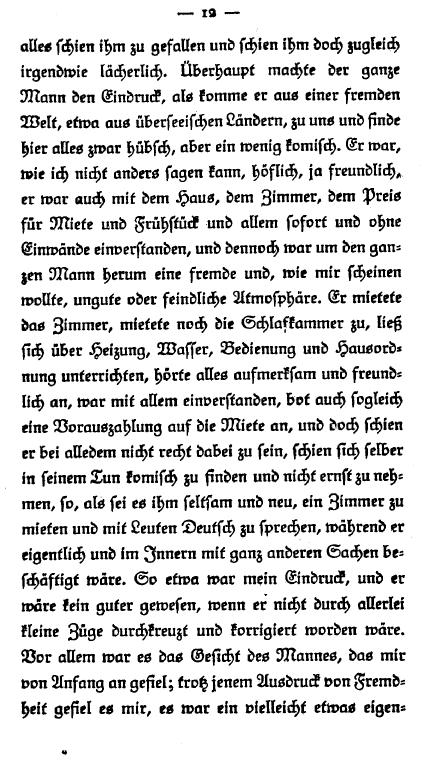 — 12 —
alles schien ihm zu gefallen und schien ihm doch zugleich
irgendwie lächerlich. Überhaupt machte der ganze
Mann den Eindruck, als komme er aus einer fremden
Welt, etwa aus überseeischen Ländern, zu uns und finde
hier alles zwar hübsch, aber ein wenig komisch. Er war,
wie ich nicht anders sagen kann, höflich, ja freundlich,
er war auch mit dem Haus, dem Zimmer, dem Preis
für Miete und Frühstück und allem sofort und ohne
Einwände einverstanden, und dennoch war um den gan-
zen Mann herum eine fremde und, wie mir scheinen
wollte, ungute oder feindliche Atmosphäre. Er mietete
das Zimmer, mietete noch die Schlafkammer zu, ließ
sich über Heizung, Wasser, Bedienung und Hausord-
nung unterrichten, hörte alles aufmerksam und freund-
lich an, war mit allem einverstanden, bot auch sogleich
eine Vorauszahlung auf die Miete an, und doch schien
er bei alledem nicht recht dabei zu sein, schien sich selber
in seinem Tun komisch zu finden und nicht ernst zu neh-
men, so, als sei es ihm seltsam und neu, ein Zimmer zu
mieten und mit Leuten Deutsch zu sprechen, während er
eigentlich und im Innern mit ganz anderen Sachen be-
schäftigt wäre. So etwa war mein Eindruck, und er
wäre kein guter gewesen, wenn er nicht durch allerlei
kleine Züge durchkreuzt und korrigiert worden wäre.
Vor allem war es das Gesicht des Mannes, das mir
von Anfang an gefiel; trotz jenem Ausdruck von Fremd-
heit gefiel es mir, es war ein vielleicht etwas eigen-